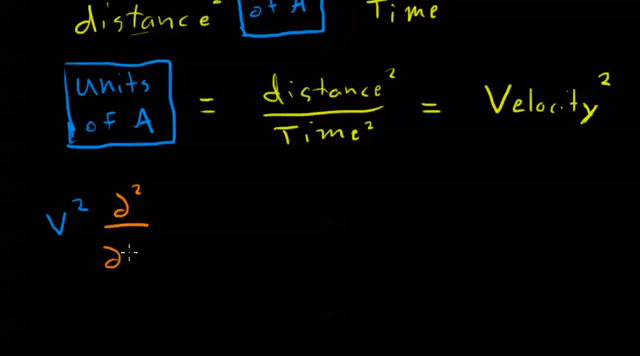 distance² of A Time
units of A = distance² / Time² = Velocity²
V² ∂² / ∂